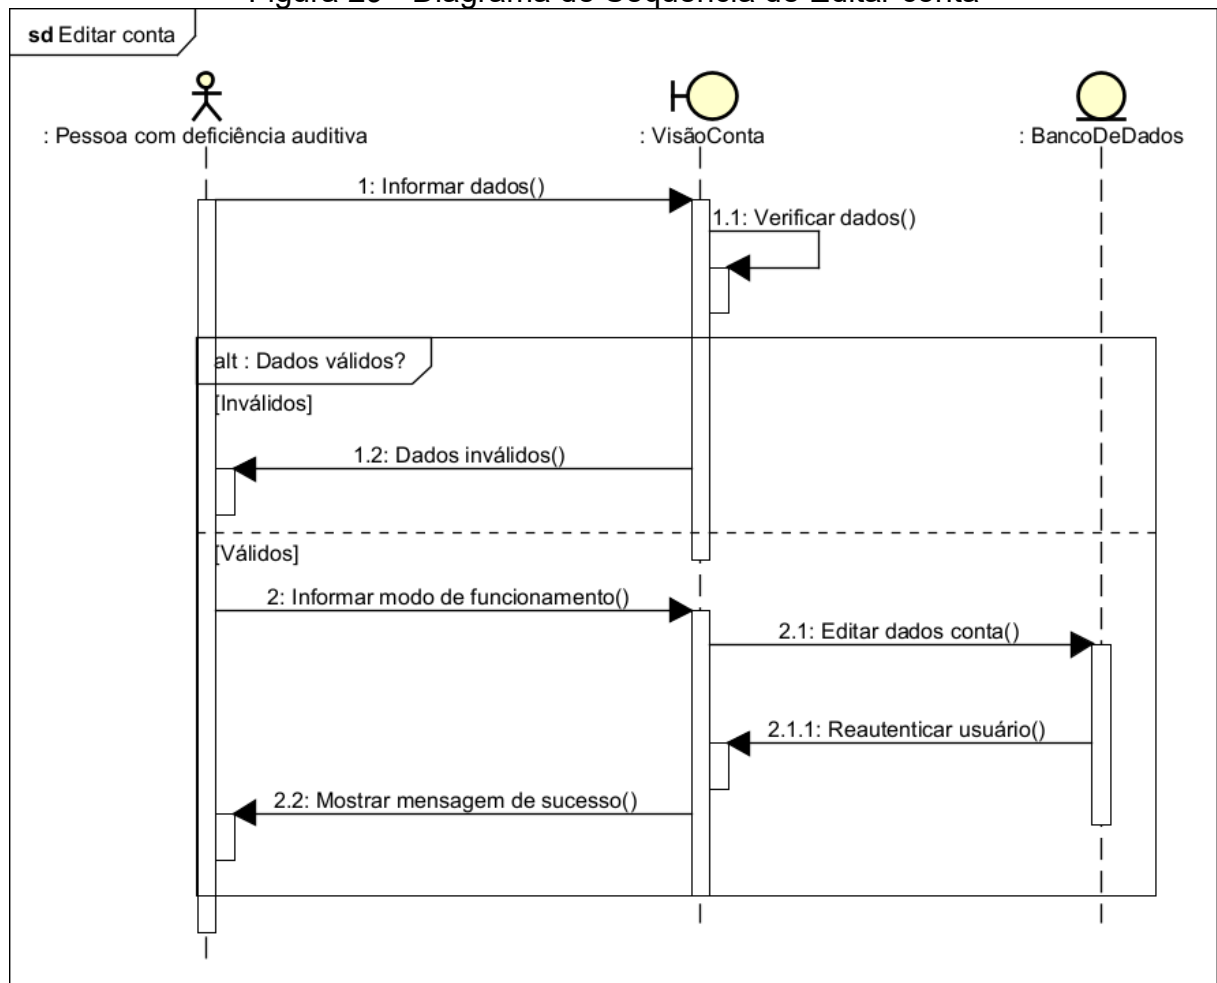 sd Editar conta
: Pessoa com deficiência auditiva
: VisãoConta
: BancoDeDados
1: Informar dados()
1.1: Verificar dados()
alt : Dados válidos?
[Inválidos]
1.2: Dados inválidos()
[Válidos]
2: Informar modo de funcionamento()
2.1: Editar dados conta()
2.1.1: Reautenticar usuário()
2.2: Mostrar mensagem de sucesso()